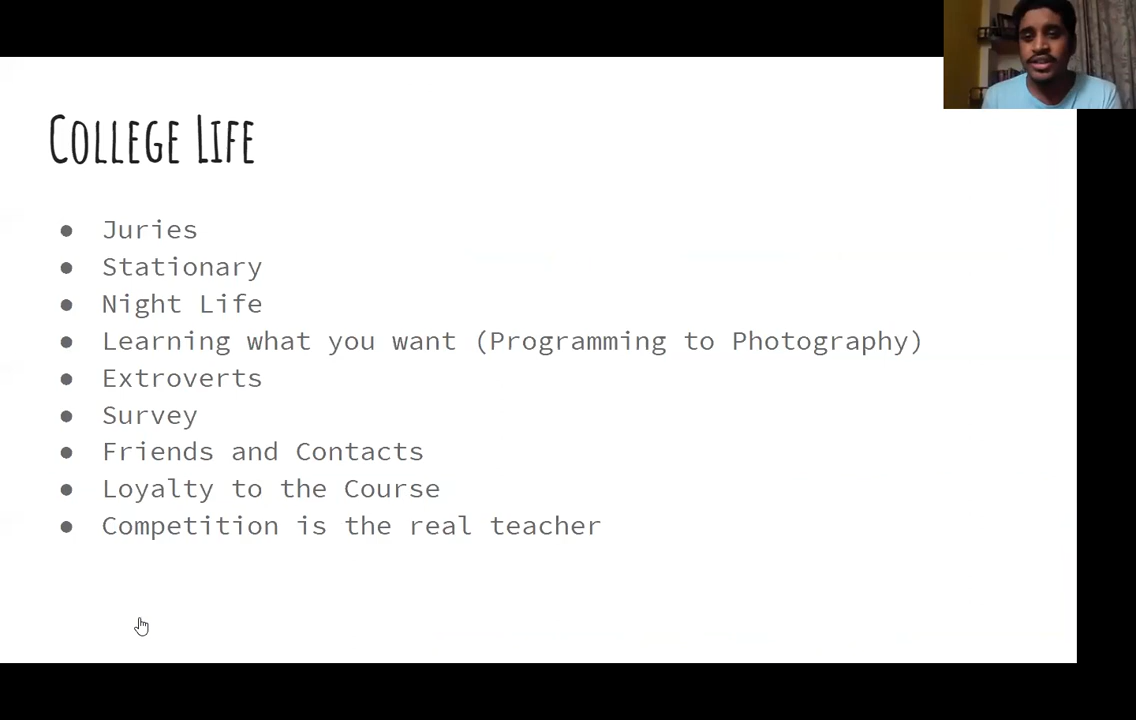 College Life
● Juries
● Stationary
● Night Life
● Learning what you want (Programming to Photography)
● Extroverts
● Survey
● Friends and Contacts
● Loyalty to the Course
● Competition is the real teacher